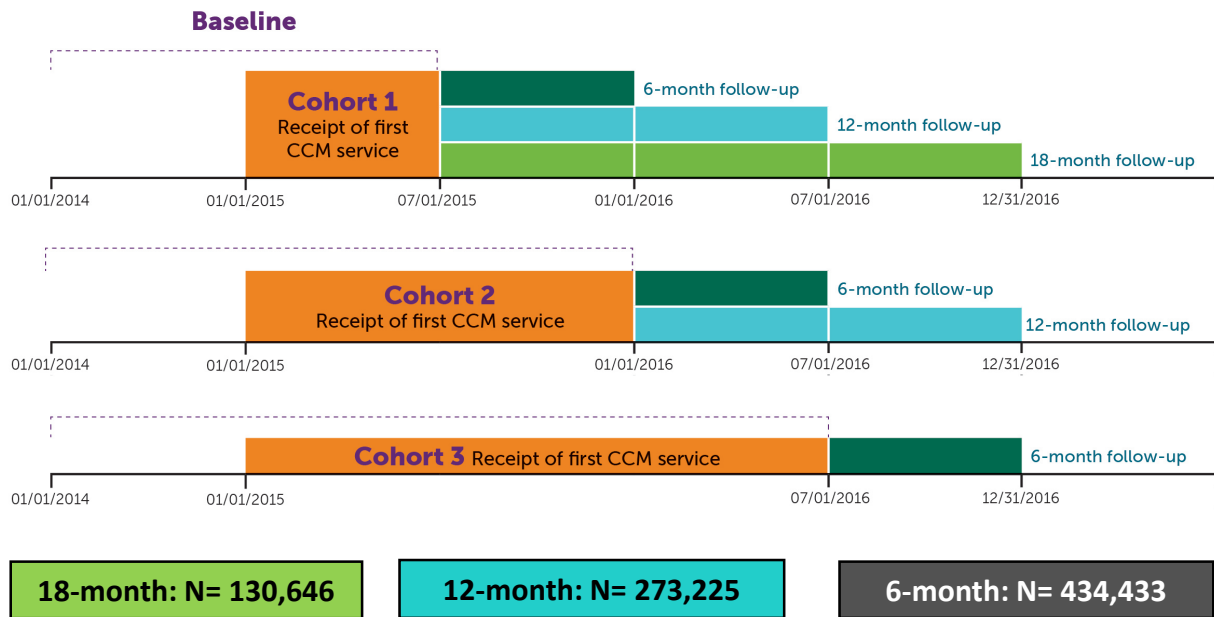 Baseline
Cohort 1
Receipt of first
CCM service
6-month follow-up
12-month follow-up
18-month follow-up
01/01/2014
01/01/2015
07/01/2015
01/01/2016
07/01/2016
12/31/2016
Cohort 2
Receipt of first CCM service
6-month follow-up
12-month follow-up
01/01/2014
01/01/2015
01/01/2016
07/01/2016
12/31/2016
Cohort 3 Receipt of first CCM service
6-month follow-up
01/01/2014
01/01/2015
07/01/2016
12/31/2016
18-month: N= 130,646
12-month: N= 273,225
6-month: N= 434,433